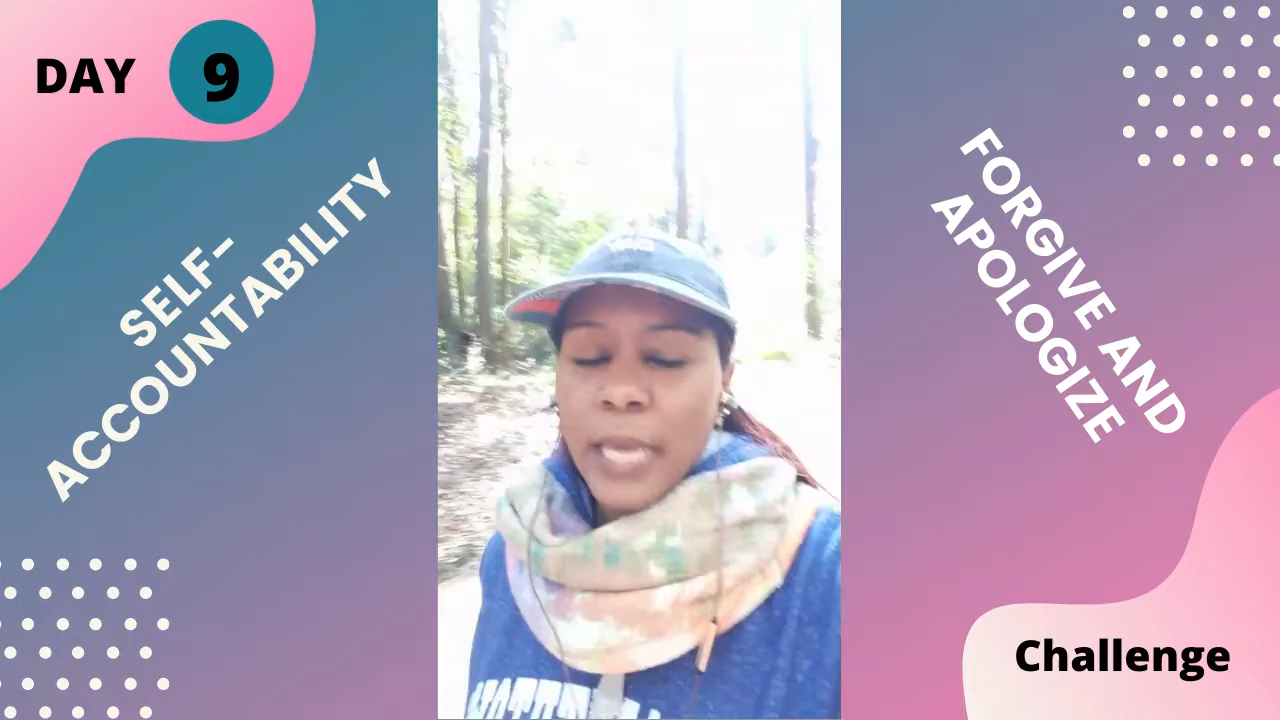 DAY 9
SELF-
ACCOUNTABILITY
FORGIVE AND
APOLOGIZE
Challenge